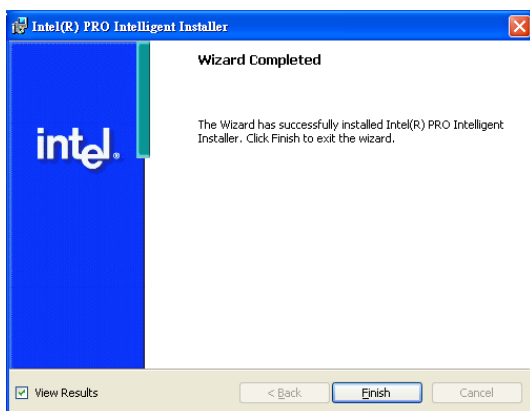 Intel(R) PRO Intelligent Installer
Wizard Completed
The Wizard has successfully installed Intel(R) PRO Intelligent
Installer. Click Finish to exit the wizard.
intel®
View Results
< Back
Finish
Cancel